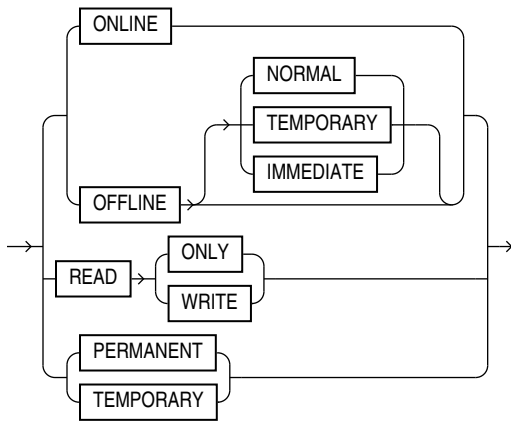 ONLINE
NORMAL
TEMPORARY
IMMEDIATE
OFFLINE
ONLY
READ
WRITE
PERMANENT
TEMPORARY